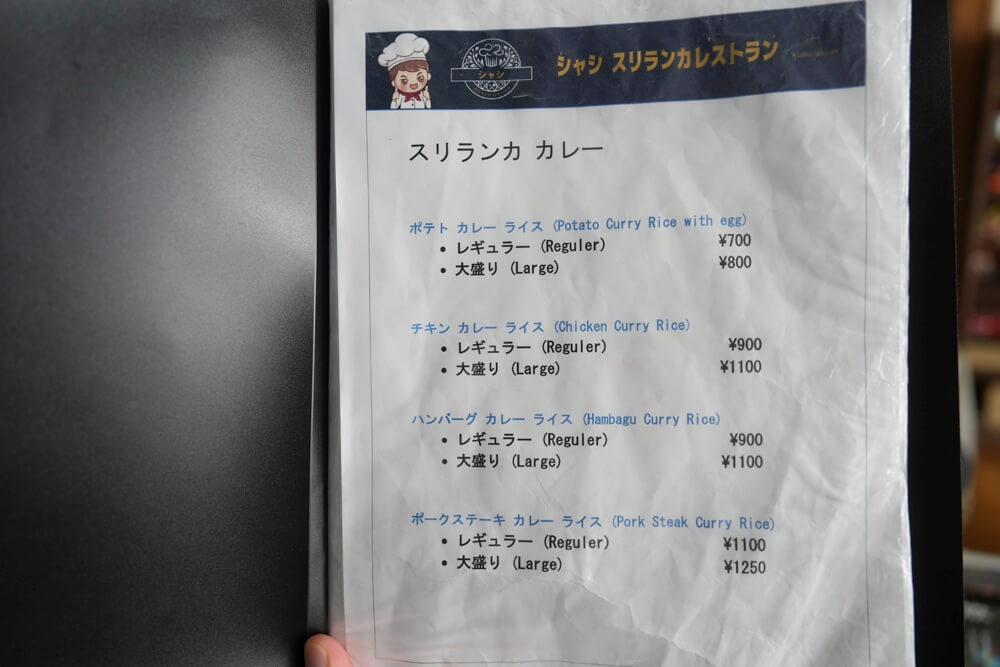 シャシ
シャシ スリランカレストラン
スリランカ カレー
ポテト カレー ライス (Potato Curry Rice with egg)
• レギュラー (Reguler) ¥700
• 大盛り (Large) ¥800
チキン カレー ライス (Chicken Curry Rice)
• レギュラー (Reguler) ¥900
• 大盛り (Large) ¥1100
ハンバーグ カレー ライス (Hambagu Curry Rice)
• レギュラー (Reguler) ¥900
• 大盛り (Large) ¥1100
ポークステーキ カレー ライス (Pork Steak Curry Rice)
• レギュラー (Reguler) ¥1100
• 大盛り (Large) ¥1250